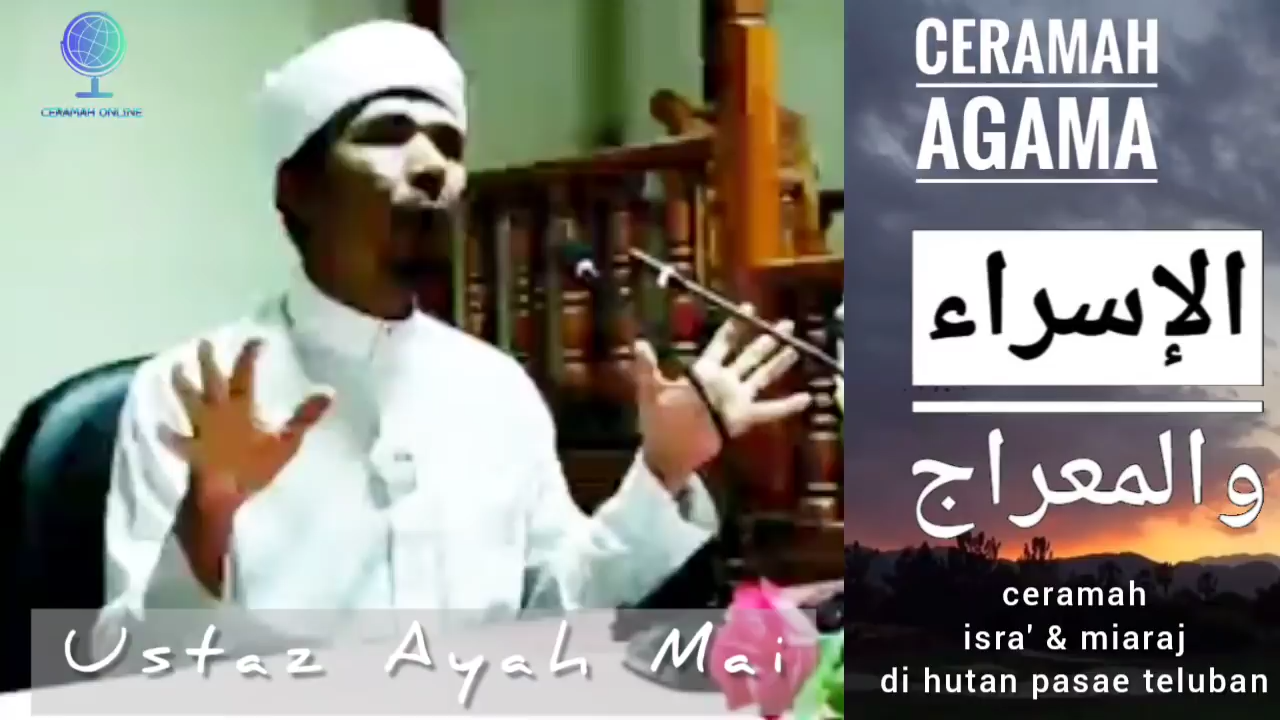 CERAMAH ONLINE
Ustaz Ayah Mai
CERAMAH
AGAMA
الإسراء
والمعراج
ceramah
isra' & miaraj
di hutan pasae teluban